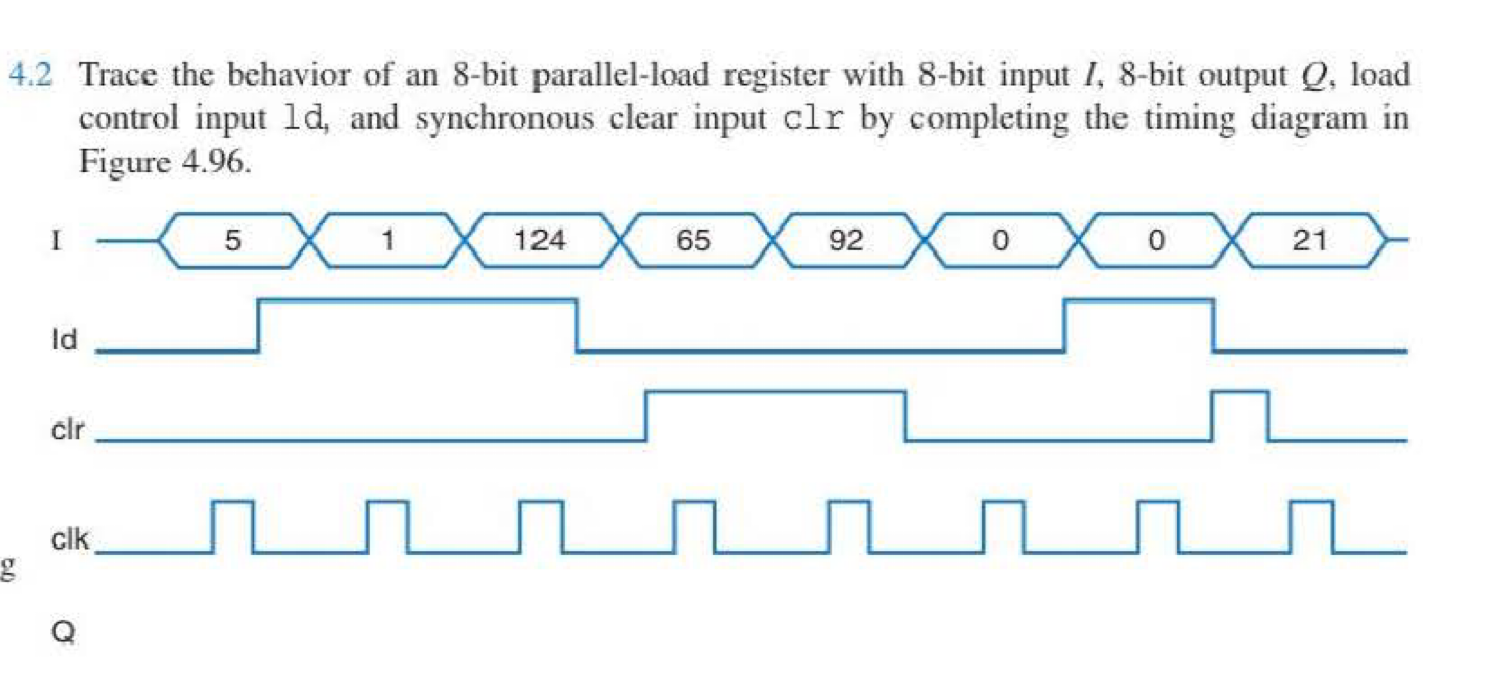 4.2 Trace the behavior of an 8-bit parallel-load register with 8-bit input I, 8-bit output Q, load
control input ld, and synchronous clear input clr by completing the timing diagram in
Figure 4.96.
I 5 1 124 65 92 0 0 21
ld
clr
clk
g
Q